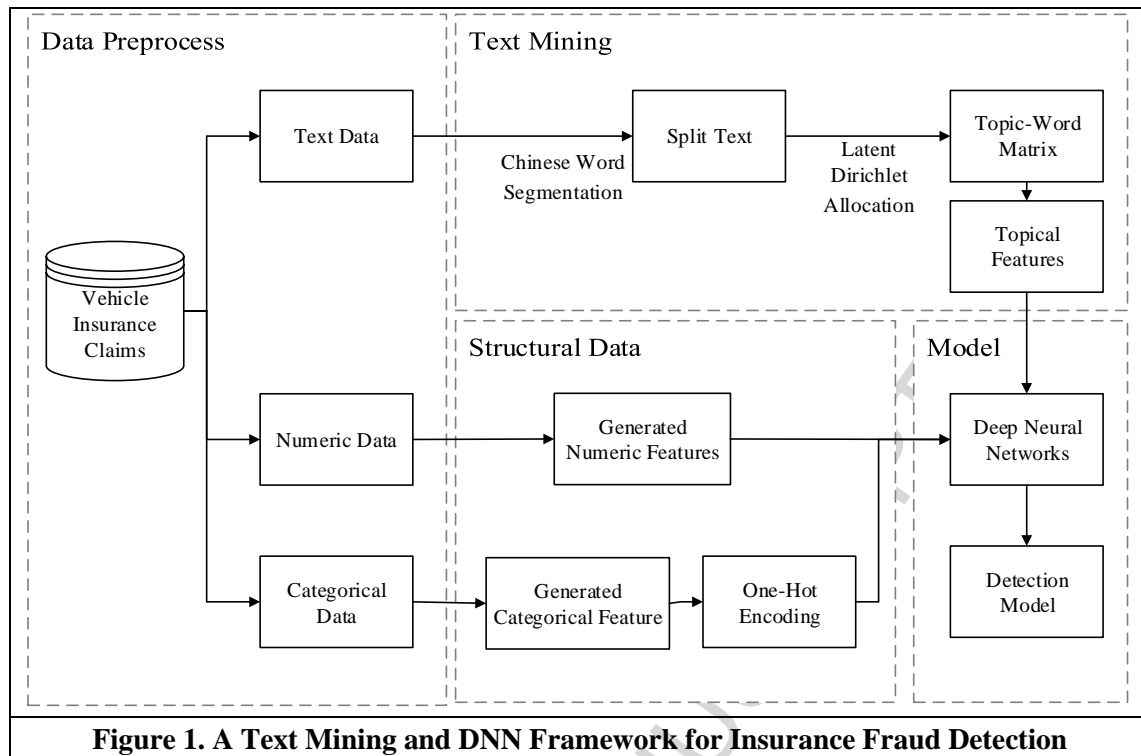 Data Preprocess
Text Mining
Text Data
Chinese Word
Segmentation
Split Text
Latent
Dirichlet
Allocation
Topic-Word
Matrix
Topical
Features
Vehicle
Insurance
Claims
Structural Data
Model
Numeric Data
Generated
Numeric Features
Deep Neural
Networks
Categorical
Data
Generated
Categorical Feature
One-Hot
Encoding
Detection
Model
Figure 1. A Text Mining and DNN Framework for Insurance Fraud Detection